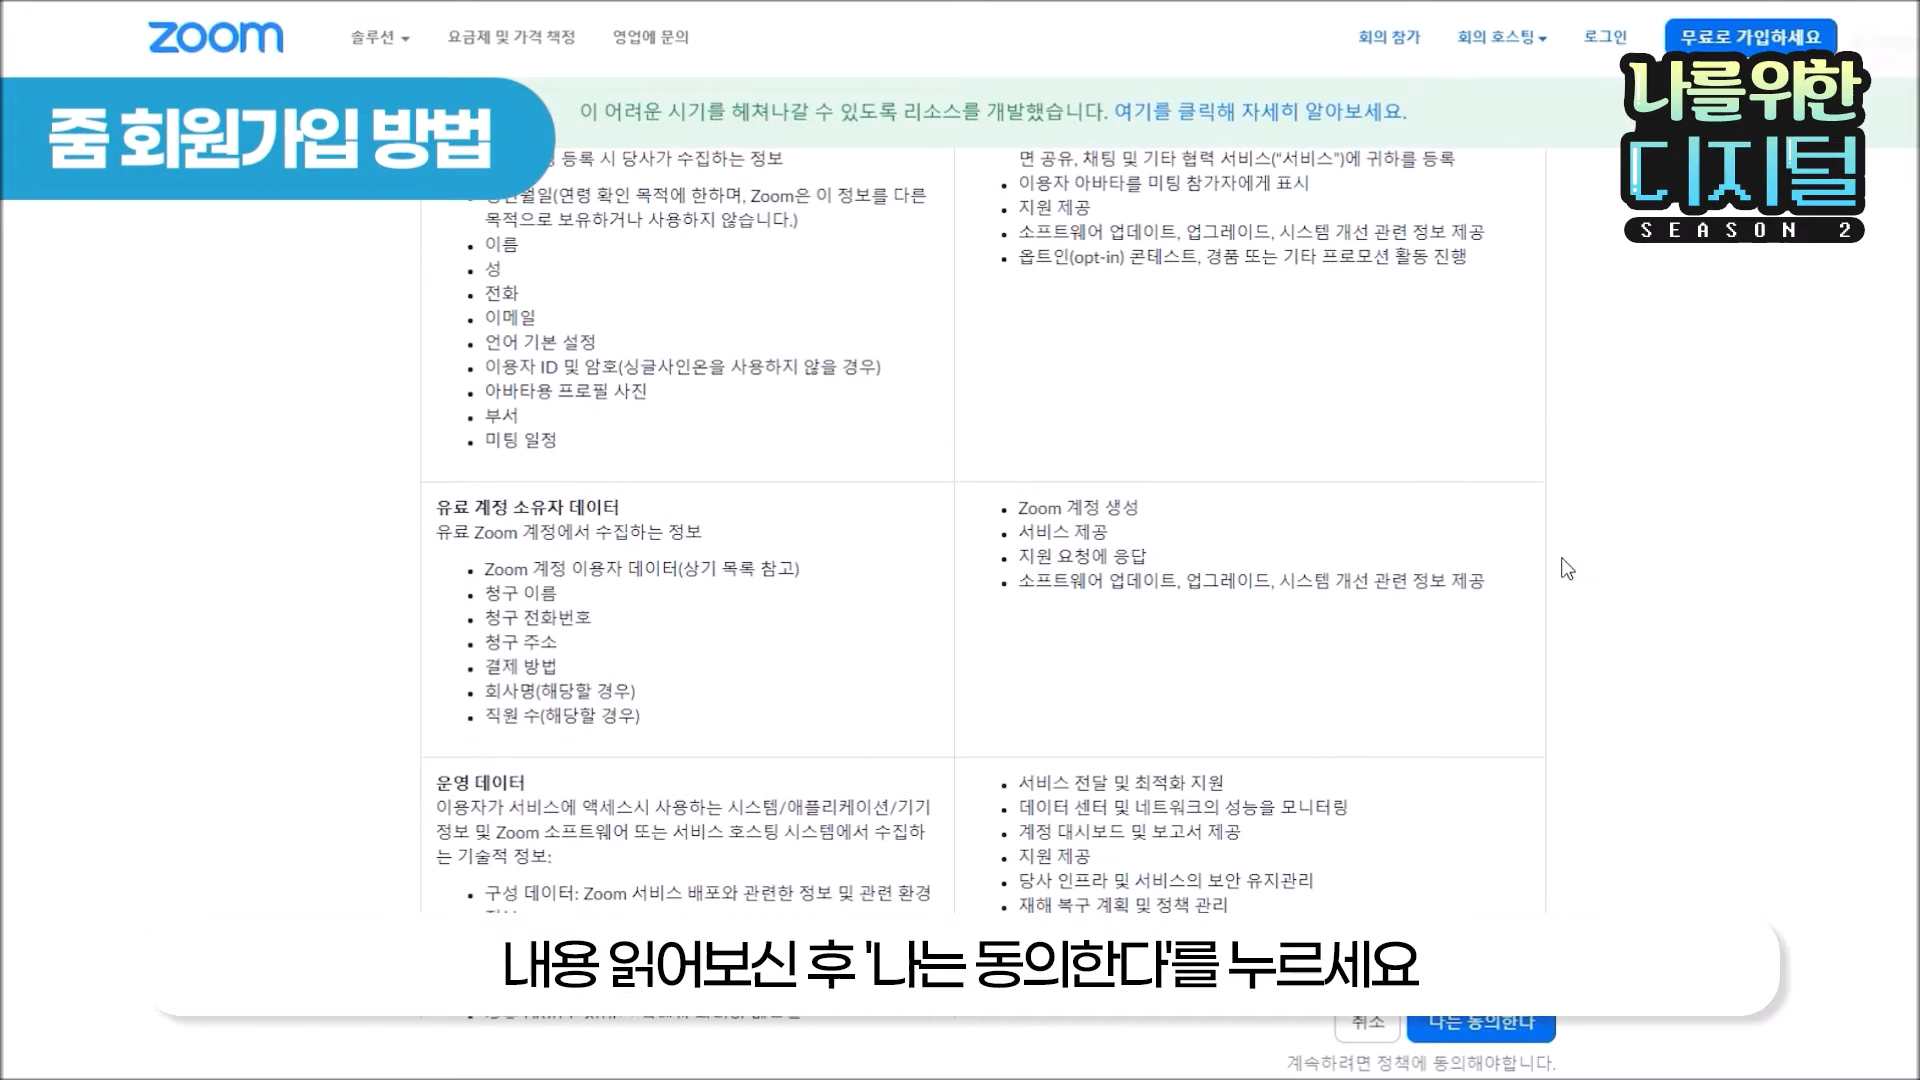 zoom
솔루션
요금제 및 가격 책정
영업에 문의
회의 참가
회의 호스팅
로그인
무료로 가입하세요
나를위한
디지털
SEASON 2
줌 회원가입 방법
이 어려운 시기를 헤쳐나갈 수 있도록 리소스를 개발했습니다. 여기를 클릭해 자세히 알아보세요.
등록 시 당사가 수집하는 정보
(연령 확인 목적에 한하며, Zoom은 이 정보를 다른
목적으로 보유하거나 사용하지 않습니다.)
이름
성
전화
이메일
언어 기본 설정
이용자 ID 및 암호(싱글사인온을 사용하지 않을 경우)
아바타용 프로필 사진
부서
미팅 일정
면 공유, 채팅 및 기타 협력 서비스(“서비스”)에 귀하를 등록
이용자 아바타를 미팅 참가자에게 표시
지원 제공
소프트웨어 업데이트, 업그레이드, 시스템 개선 관련 정보 제공
옵트인(opt-in) 콘테스트, 경품 또는 기타 프로모션 활동 진행
유료 계정 소유자 데이터
유료 Zoom 계정에서 수집하는 정보
Zoom 계정 이용자 데이터(상기 목록 참고)
청구 이름
청구 전화번호
청구 주소
결제 방법
회사명(해당할 경우)
직원 수(해당할 경우)
Zoom 계정 생성
서비스 제공
지원 요청에 응답
소프트웨어 업데이트, 업그레이드, 시스템 개선 관련 정보 제공
운영 데이터
이용자가 서비스에 액세스시 사용하는 시스템/애플리케이션/기기
정보 및 Zoom 소프트웨어 또는 서비스 호스팅 시스템에서 수집하
는 기술적 정보:
구성 데이터: Zoom 서비스 배포와 관련한 정보 및 관련 환경
서비스 전달 및 최적화 지원
데이터 센터 및 네트워크의 성능을 모니터링
계정 대시보드 및 보고서 제공
지원 제공
당사 인프라 및 서비스의 보안 유지관리
재해 복구 계획 및 정책 관리
내용 읽어보신 후 '나는 동의한다'를 누르세요
취소
나는 동의한다
계속하려면 정책에 동의해야합니다.